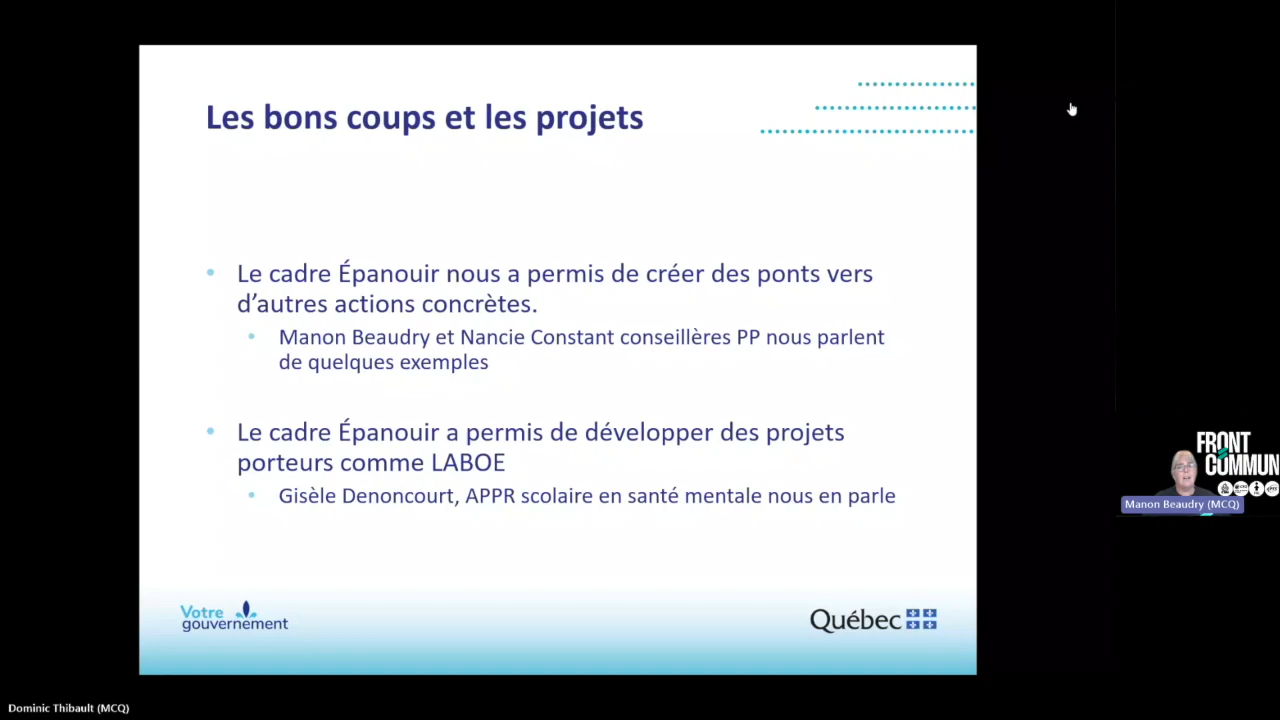 Les bons coups et les projets
• Le cadre Épanouir nous a permis de créer des ponts vers
d’autres actions concrètes.
• Manon Beaudry et Nancie Constant conseillères PP nous parlent
de quelques exemples
• Le cadre Épanouir a permis de développer des projets
porteurs comme LABOE
• Gisèle Denoncourt, APPR scolaire en santé mentale nous en parle
Votre
gouvernement
Québec
FRONT
COMMUN
Manon Beaudry (MCQ)
Dominic Thibault (MCQ)